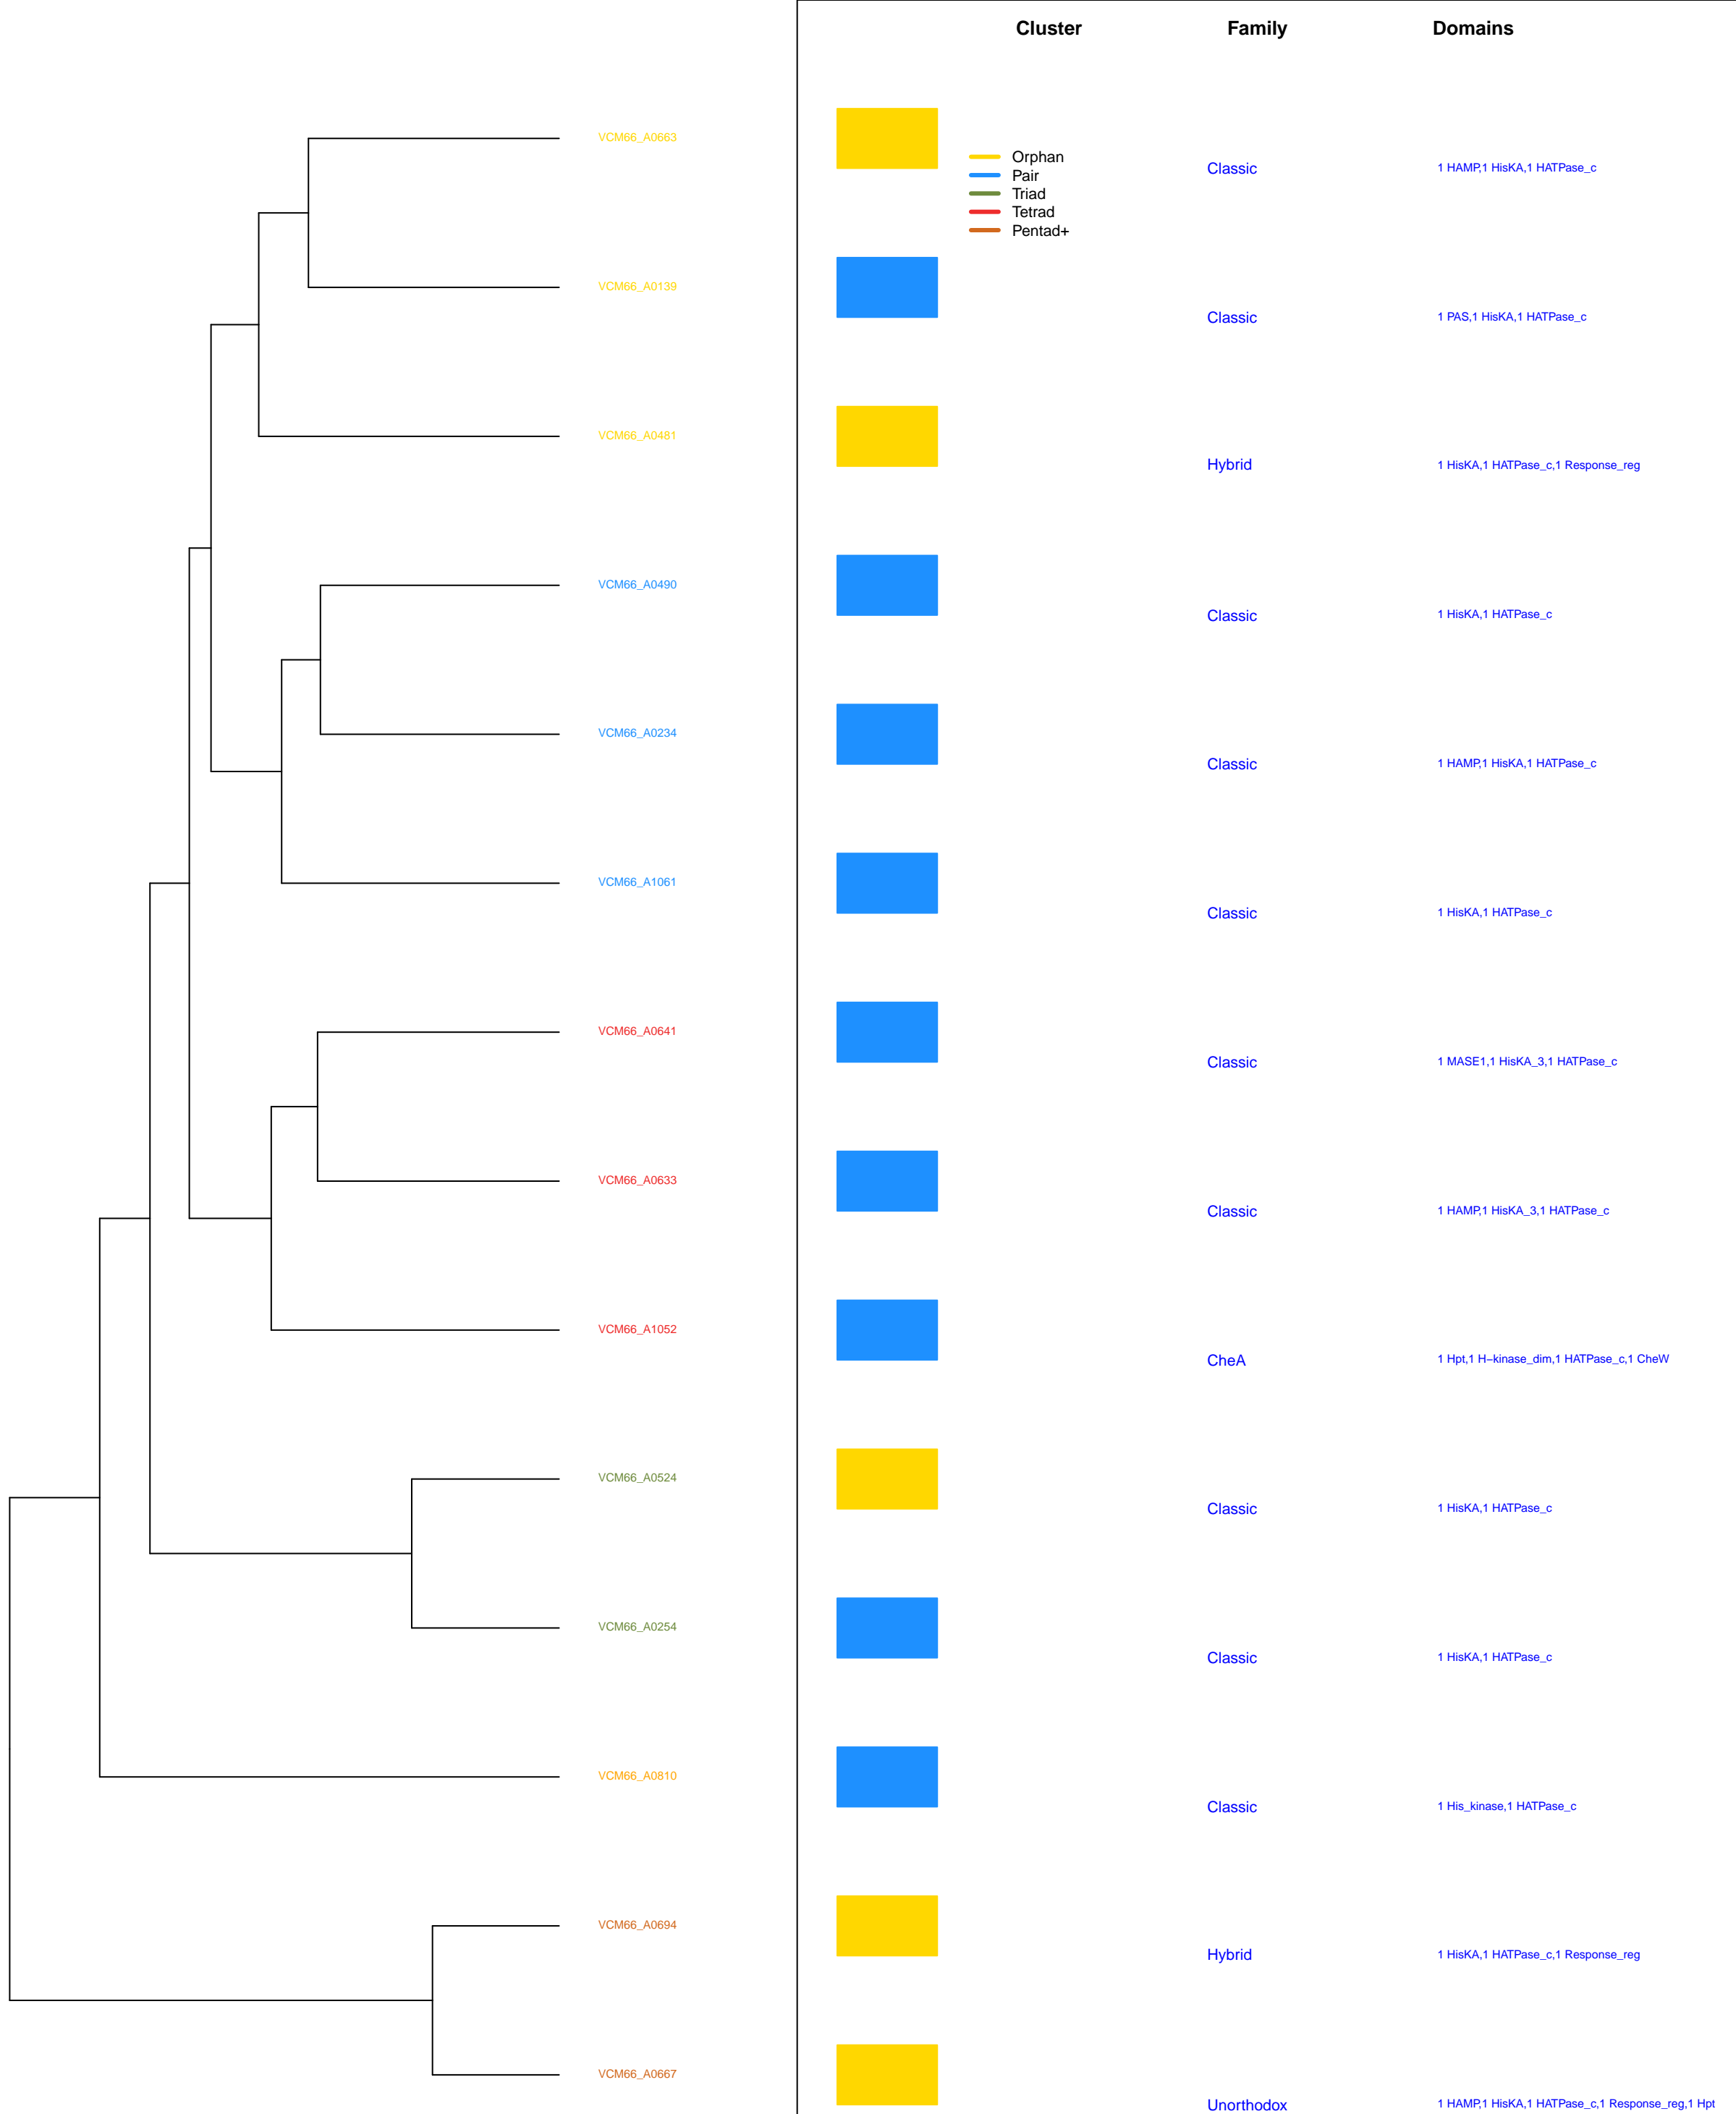 Cluster Family Domains
VCM66_A0663
Orphan
Pair
Triad
Tetrad
Pentad+
Classic 1 HAMP,1 HisKA,1 HATPase_c
VCM66_A0139
Classic 1 PAS,1 HisKA,1 HATPase_c
VCM66_A0481
Hybrid 1 HisKA,1 HATPase_c,1 Response_reg
VCM66_A0490
Classic 1 HisKA,1 HATPase_c
VCM66_A0234
Classic 1 HAMP,1 HisKA,1 HATPase_c
VCM66_A1061
Classic 1 HisKA,1 HATPase_c
VCM66_A0641
Classic 1 MASE1,1 HisKA_3,1 HATPase_c
VCM66_A0633
Classic 1 HAMP,1 HisKA_3,1 HATPase_c
VCM66_A1052
CheA 1 Hpt,1 H−kinase_dim,1 HATPase_c,1 CheW
VCM66_A0524
Classic 1 HisKA,1 HATPase_c
VCM66_A0254
Classic 1 HisKA,1 HATPase_c
VCM66_A0810
Classic 1 His_kinase,1 HATPase_c
VCM66_A0694
Hybrid 1 HisKA,1 HATPase_c,1 Response_reg
VCM66_A0667
Unorthodox 1 HAMP,1 HisKA,1 HATPase_c,1 Response_reg,1 Hpt